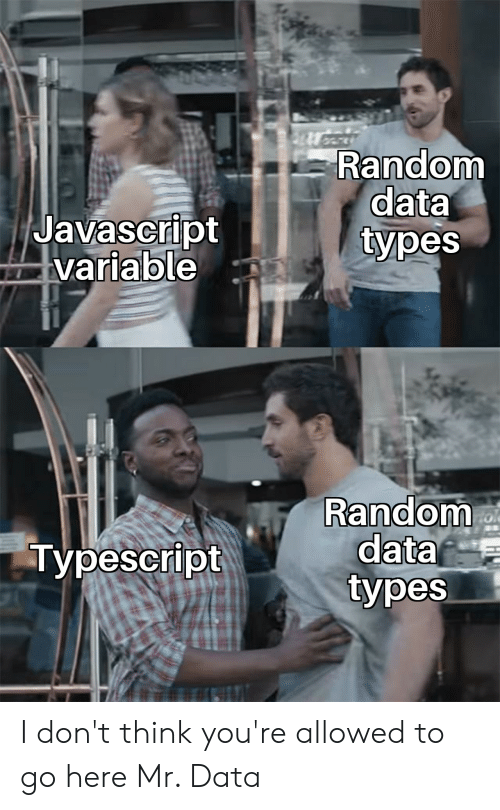 Random
data
types
Javascript
variable
Random
data
types
Typescript
I don't think you're allowed to
go here Mr. Data